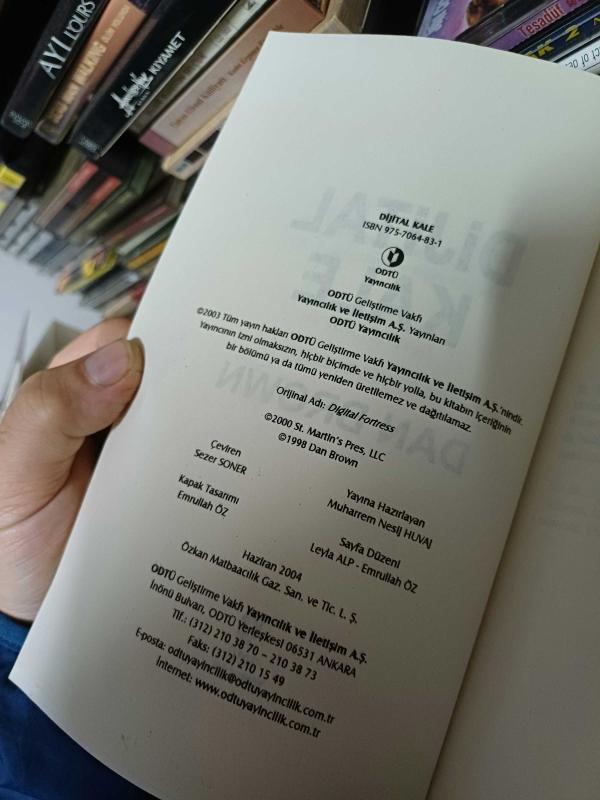 AYI L'OURS
KIYAMET
Tesadüf
DİJİTAL KALE
ISBN 975-7064-83-1
ODTÜ
Yayıncılık
ODTÜ Geliştirme Vakfı
Yayıncılık ve İletişim A.Ş. Yayınları
ODTÜ Yayıncılık
©2003 Tüm yayın hakları ODTÜ Geliştirme Vakfı Yayıncılık ve İletişim A.Ş.'nindir.
Yayıncının izni olmaksızın, hiçbir biçimde ve hiçbir yolla, bu kitabın içeriğinin
bir bölümü ya da tümü yeniden üretilemez ve dağıtılamaz.
Orijinal Adı: Digital Fortress
©2000 St. Martin's Pres, LLC
©1998 Dan Brown
Çeviren
Sezer SONER
Yayına Hazırlayan
Muharrem Nesij HUVAJ
Kapak Tasarımı
Emrullah ÖZ
Sayfa Düzeni
Leyla ALP - Emrullah ÖZ
Haziran 2004
Özkan Matbaacılık Gaz. San. ve Tic. L. Ş.
ODTÜ Geliştirme Vakfı Yayıncılık ve İletişim A.Ş.
İnönü Bulvarı, ODTÜ Yerleşkesi 06531 ANKARA
Tlf.: (312) 210 38 70 - 210 38 73
Faks: (312) 210 15 49
E-posta: odtuyayincilik@odtuyayincilik.com.tr
İnternet: www.odtuyayincilik.com.tr